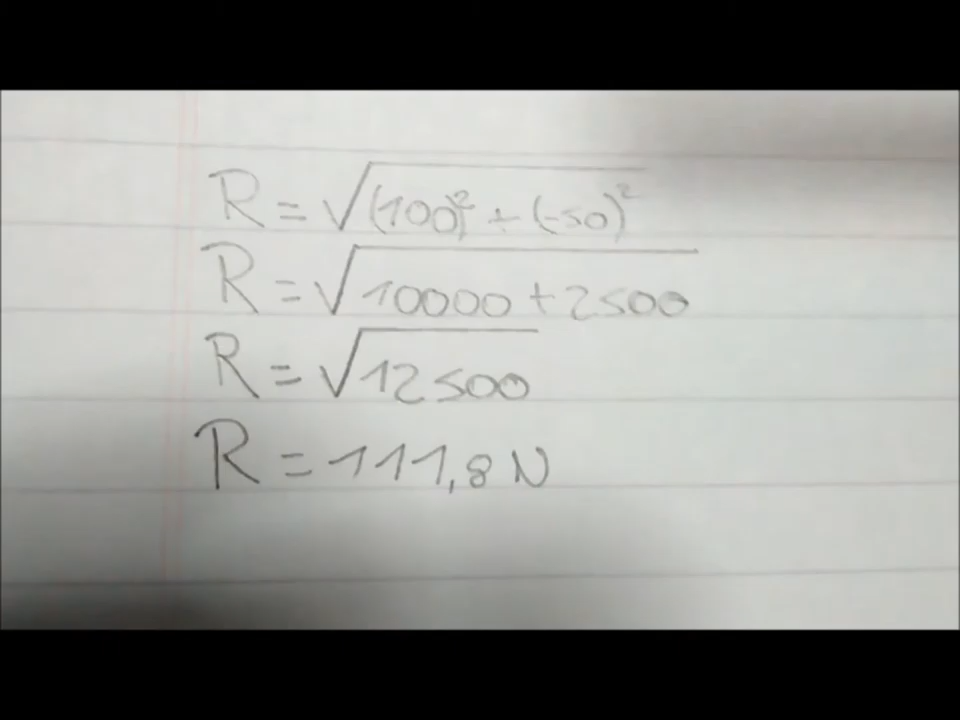 R = √(100)² + (-50)²
R = √10000 + 2500
R = √12500
R = 111,8 N